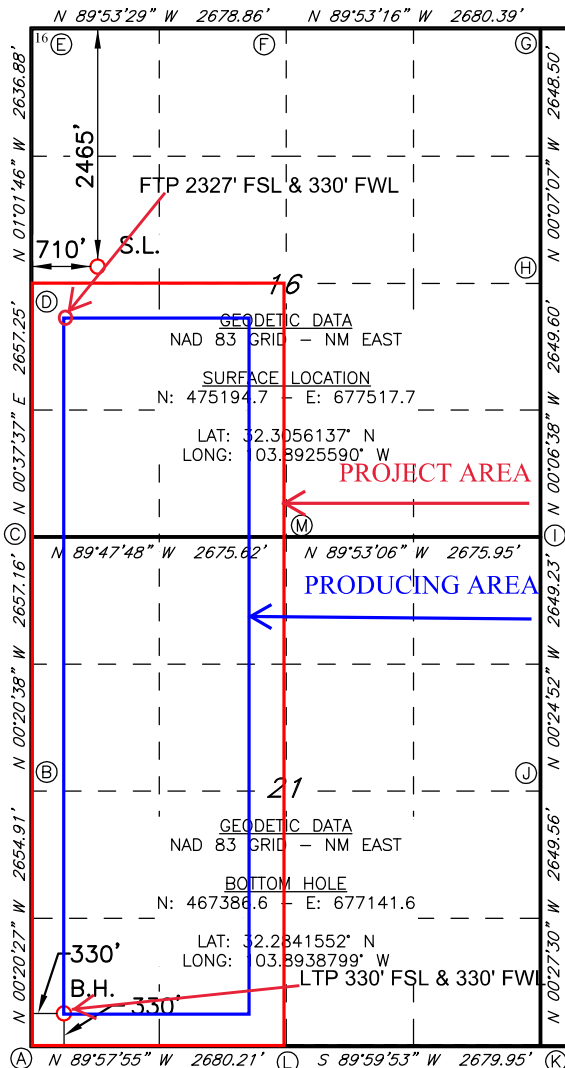 N 89°53'29" W 2678.86' N 89°53'16" W 2680.39'
16
E
F
G
N 01°01'46" W 2636.88'
2465'
N 00°07'07" W 2648.50'
FTP 2327' FSL & 330' FWL
710'
S.L.
H
16
D
GEODETIC DATA
NAD 83 GRID – NM EAST
SURFACE LOCATION
N: 475194.7 – E: 677517.7
LAT: 32.3056137° N
LONG: 103.8925590° W
N 00°37'37" E 2657.25'
N 00°06'38" W 2649.60'
PROJECT AREA
M
C
I
N 89°47'48" W 2675.62' N 89°53'06" W 2675.95'
PRODUCING AREA
N 00°20'38" W 2657.16'
N 00°24'52" W 2649.23'
B
J
21
GEODETIC DATA
NAD 83 GRID – NM EAST
BOTTOM HOLE
N: 467386.6 – E: 677141.6
LAT: 32.2841552° N
LONG: 103.8938799° W
N 00°20'27" W 2654.91'
N 00°27'30" W 2649.56'
330'
LTP 330' FSL & 330' FWL
B.H.
330'
A
N 89°57'55" W 2680.21'
L
S 89°59'53" W 2679.95'
K